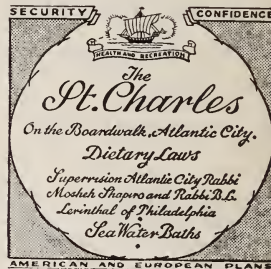 SECURITY CONFIDENCE
HEALTH AND RECREATION
The
St. Charles
On the Boardwalk, Atlantic City.
Dietary Laws
Superrusion Atlantic City Rabbi
Mosheh Shapiro and Rabbi B.L.
Levinthal of Philadelphia
Sea Water Baths
AMERICAN AND EUROPEAN PLANS